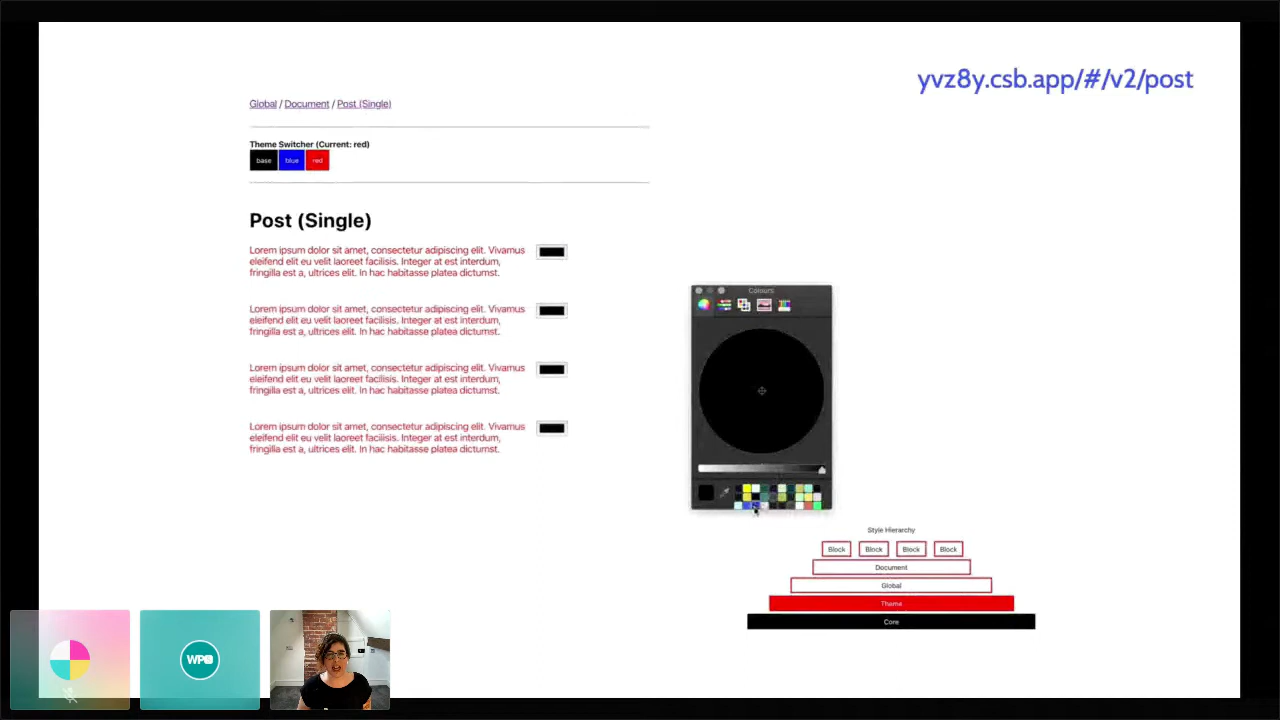 yvz8y.csb.app/#/v2/post
Global / Document / Post (Single)
Theme Switcher (Current: red)
base blue red
Post (Single)
Lorem ipsum dolor sit amet, consectetur adipiscing elit. Vivamus
eleifend elit eu velit laoreet facilisis. Integer at est interdum,
fringilla est a, ultrices elit. In hac habitasse platea dictumst.
Lorem ipsum dolor sit amet, consectetur adipiscing elit. Vivamus
eleifend elit eu velit laoreet facilisis. Integer at est interdum,
fringilla est a, ultrices elit. In hac habitasse platea dictumst.
Lorem ipsum dolor sit amet, consectetur adipiscing elit. Vivamus
eleifend elit eu velit laoreet facilisis. Integer at est interdum,
fringilla est a, ultrices elit. In hac habitasse platea dictumst.
Lorem ipsum dolor sit amet, consectetur adipiscing elit. Vivamus
eleifend elit eu velit laoreet facilisis. Integer at est interdum,
fringilla est a, ultrices elit. In hac habitasse platea dictumst.
Colours
Style Hierarchy
Block Block Block Block
Document
Global
Theme
Core